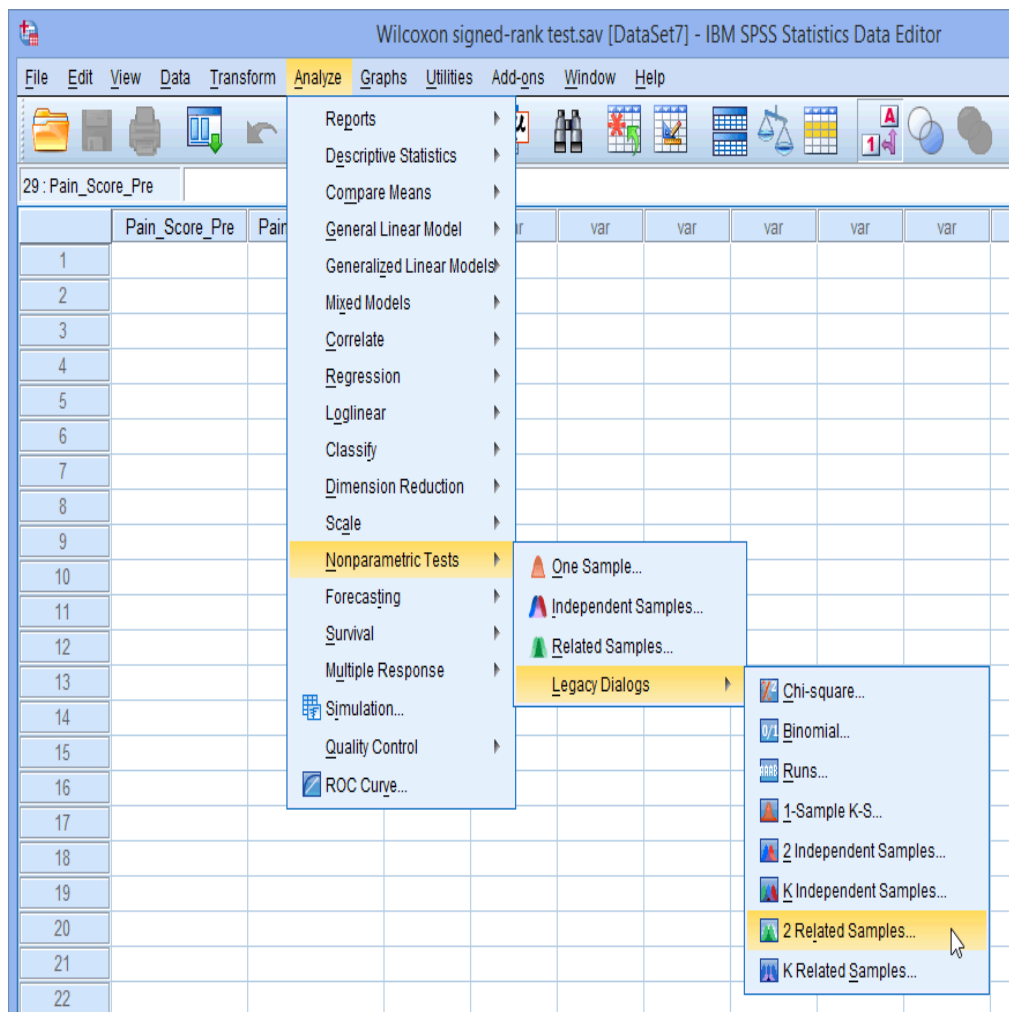 Wilcoxon signed-rank test.sav [DataSet7] - IBM SPSS Statistics Data Editor
File Edit View Data Transform Analyze Graphs Utilities Add-ons Window Help
A
1
29 : Pain_Score_Pre
Pain_Score_Pre Pain var var var var var
1
2
3
4
5
6
7
8
9
10
11
12
13
14
15
16
17
18
19
20
21
22
Reports
Descriptive Statistics
Compare Means
General Linear Model
Generalized Linear Models
Mixed Models
Correlate
Regression
Loglinear
Classify
Dimension Reduction
Scale
Nonparametric Tests
Forecasting
Survival
Multiple Response
Simulation...
Quality Control
ROC Curve...
One Sample...
Independent Samples...
Related Samples...
Legacy Dialogs
Chi-square...
0/1 Binomial...
Runs...
1-Sample K-S...
2 Independent Samples...
K Independent Samples...
2 Related Samples...
K Related Samples...